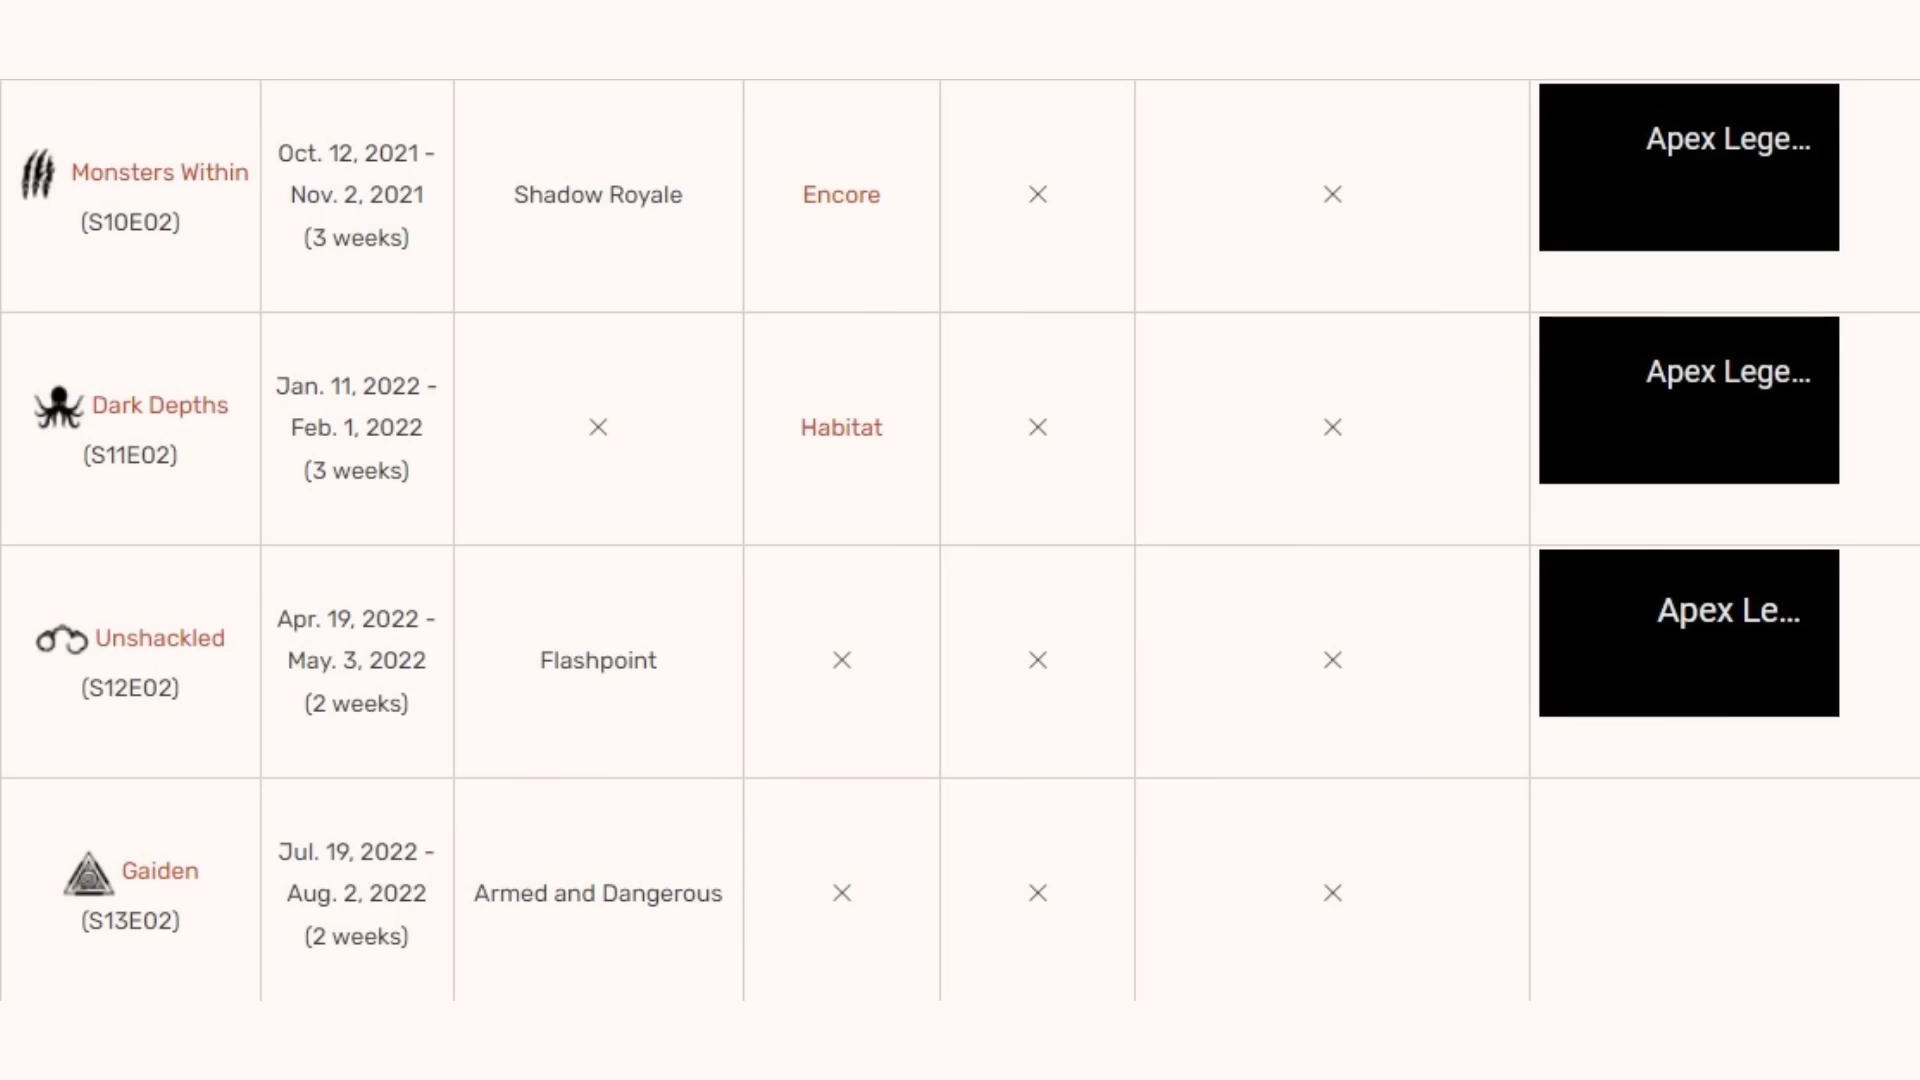 Monsters Within
(S10E02)
Oct. 12, 2021 -
Nov. 2, 2021
(3 weeks)
Shadow Royale
Encore
×
×
Apex Lege...
Dark Depths
(S11E02)
Jan. 11, 2022 -
Feb. 1, 2022
(3 weeks)
×
Habitat
×
×
Apex Lege...
Unshackled
(S12E02)
Apr. 19, 2022 -
May. 3, 2022
(2 weeks)
Flashpoint
×
×
×
Apex Le...
Gaiden
(S13E02)
Jul. 19, 2022 -
Aug. 2, 2022
(2 weeks)
Armed and Dangerous
×
×
×